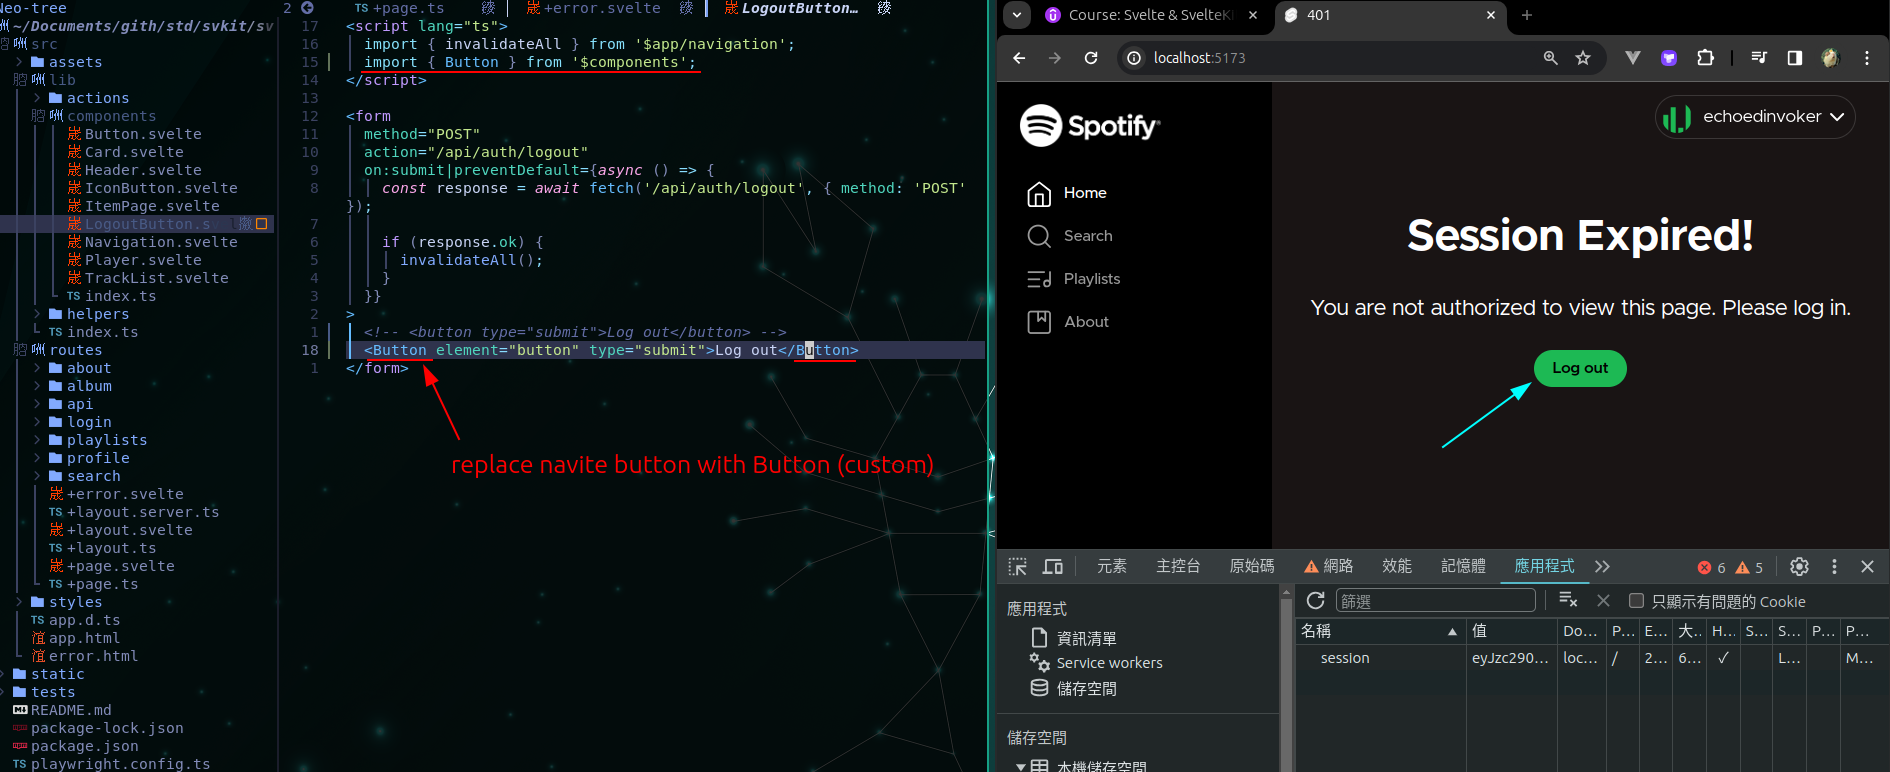 Neo-tree
~/Documents/gith/std/svkit/sv
src
assets
lib
actions
components
Button.svelte
Card.svelte
Header.svelte
IconButton.svelte
ItemPage.svelte
LogoutButton.s
Navigation.svelte
Player.svelte
TrackList.svelte
TS index.ts
helpers
TS index.ts
routes
about
album
api
login
playlists
profile
search
+error.svelte
TS +layout.server.ts
+layout.svelte
TS +layout.ts
+page.svelte
TS +page.ts
styles
TS app.d.ts
app.html
error.html
static
tests
README.md
package-lock.json
package.json
TS playwright.config.ts
2 TS +page.ts +error.svelte LogoutButton…
17 <script lang="ts">
16 import { invalidateAll } from '$app/navigation';
15 import { Button } from '$components';
14 </script>
13
12 <form
11 method="POST"
10 action="/api/auth/logout"
9 on:submit|preventDefault={async () => {
8 const response = await fetch('/api/auth/logout', { method: 'POST'
});
7
6 if (response.ok) {
5 invalidateAll();
4 }
3 }}
2 >
1 <!-- <button type="submit">Log out</button> -->
18 <Button element="button" type="submit">Log out</Button>
1 </form>
replace navite button with Button (custom)
Course: Svelte & SvelteKi
401
localhost:5173
Spotify
echoedinvoker
Home
Search
Playlists
About
Session Expired!
You are not authorized to view this page. Please log in.
Log out
元素 主控台 原始碼 網路 效能 記憶體 應用程式 6 5
應用程式
資訊清單
Service workers
儲存空間
儲存空間
本機儲存空間
篩選 只顯示有問題的 Cookie
名稱 值 Do... P... E... 大.. H... S... S... P... P...
session eyJzc290... loc... / 2... 6... ✓ L... M...